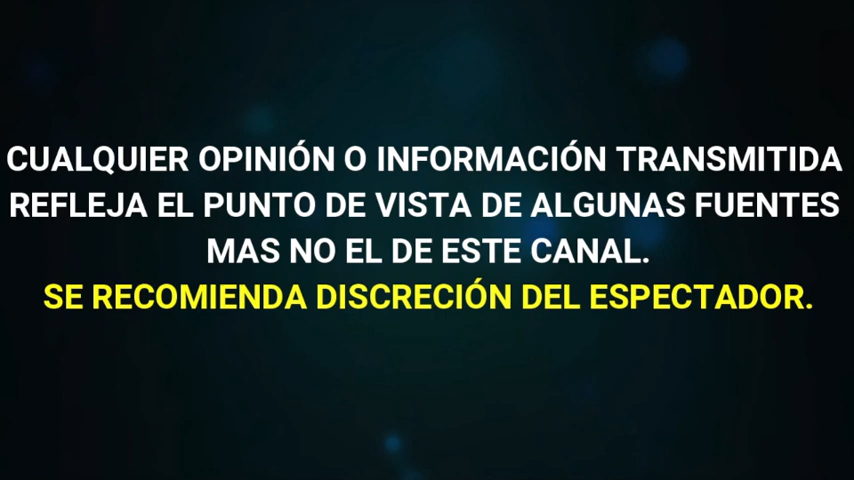 CUALQUIER OPINIÓN O INFORMACIÓN TRANSMITIDA
REFLEJA EL PUNTO DE VISTA DE ALGUNAS FUENTES
MAS NO EL DE ESTE CANAL.
SE RECOMIENDA DISCRECIÓN DEL ESPECTADOR.